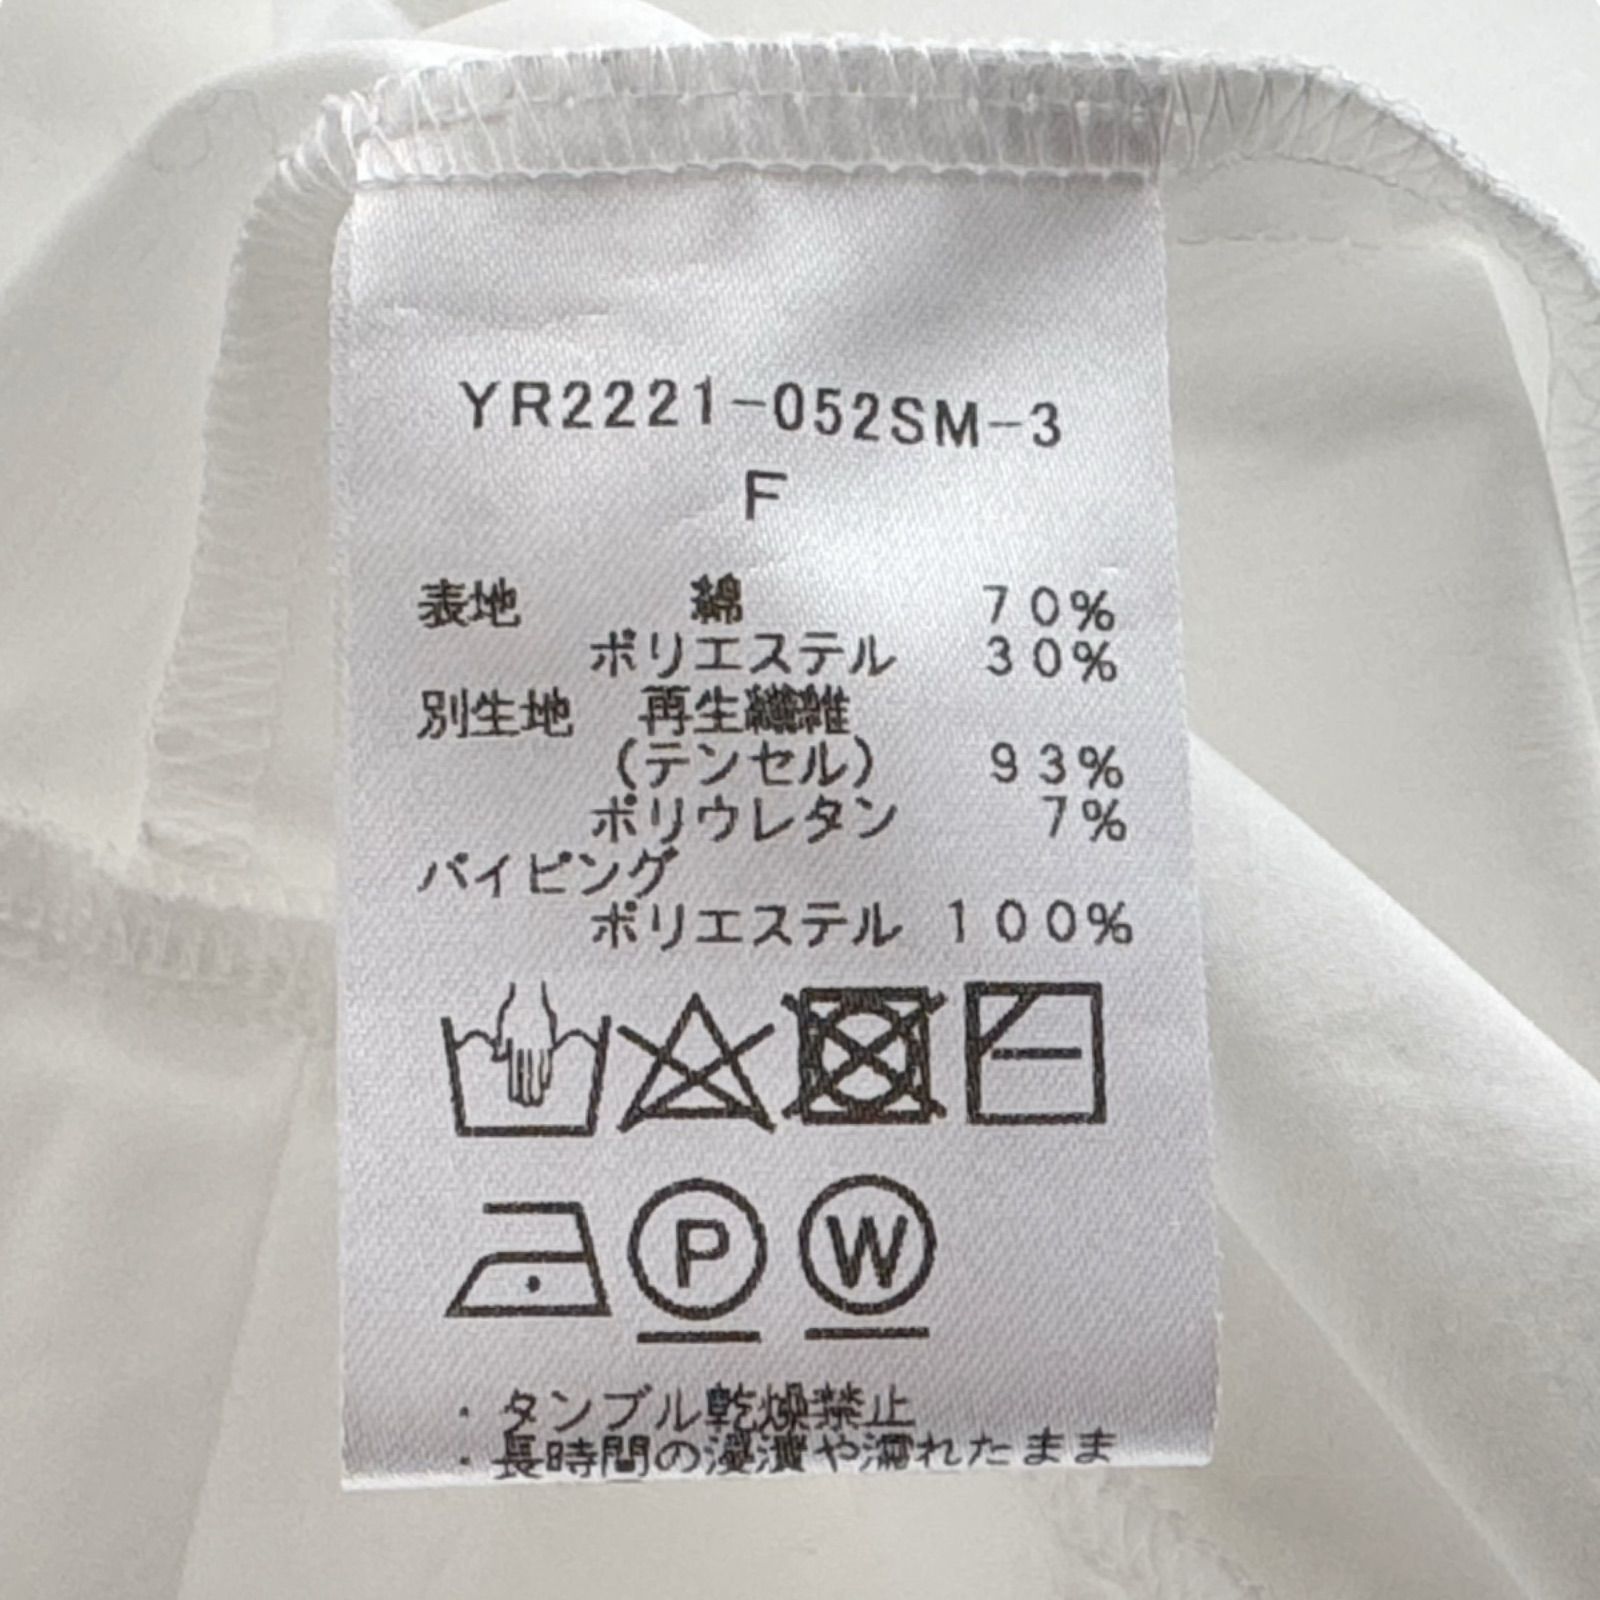 YR2221-052SM-3
F
表地 綿 70%
ポリエステル 30%
別生地 再生繊維
(テンセル) 93%
ポリウレタン 7%
パイピング
ポリエステル 100%
P W
・タンブル乾燥禁止
・長時間の浸漬や濡れたまま